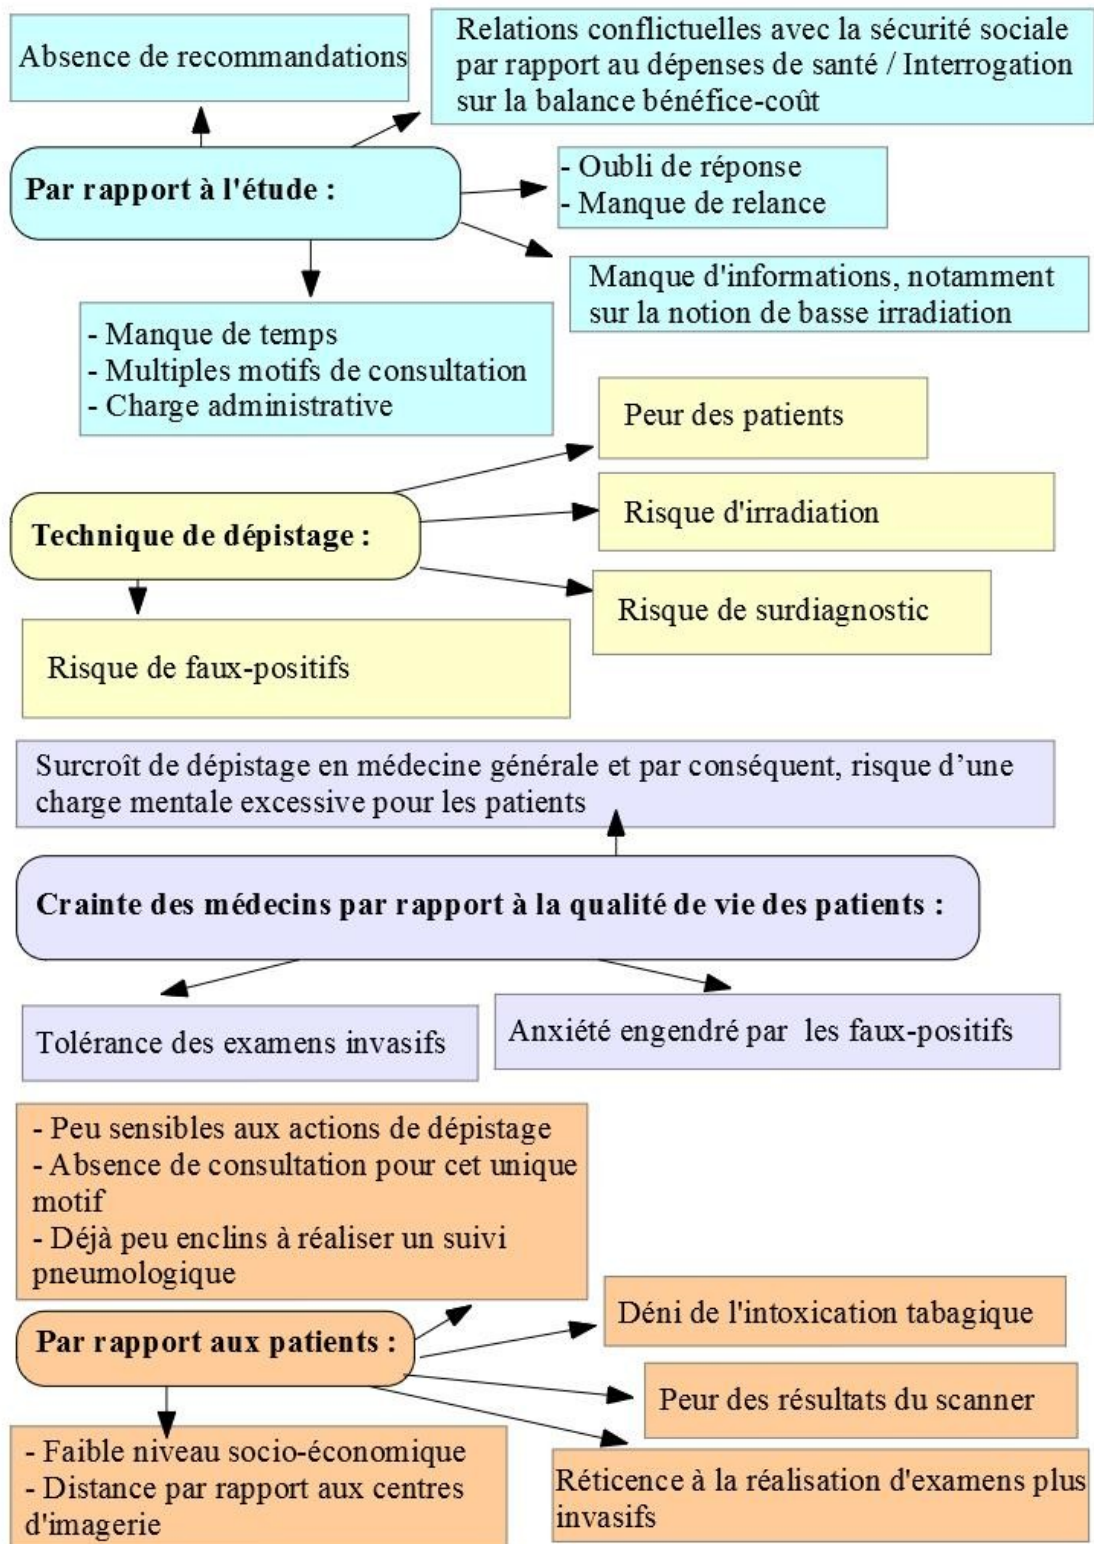 Absence de recommandations
Relations conflictuelles avec la sécurité sociale
par rapport au dépenses de santé / Interrogation
sur la balance bénéfice-coût
Par rapport à l'étude :
- Oubli de réponse
- Manque de relance
Manque d'informations, notamment
sur la notion de basse irradiation
- Manque de temps
- Multiples motifs de consultation
- Charge administrative
Peur des patients
Technique de dépistage :
Risque d'irradiation
Risque de surdiagnostic
Risque de faux-positifs
Surcroît de dépistage en médecine générale et par conséquent, risque d’une
charge mentale excessive pour les patients
Crainte des médecins par rapport à la qualité de vie des patients :
Tolérance des examens invasifs
Anxiété engendré par les faux-positifs
- Peu sensibles aux actions de dépistage
- Absence de consultation pour cet unique
motif
- Déjà peu enclins à réaliser un suivi
pneumologique
Par rapport aux patients :
Déni de l'intoxication tabagique
Peur des résultats du scanner
- Faible niveau socio-économique
- Distance par rapport aux centres
d'imagerie
Réticence à la réalisation d'examens plus
invasifs